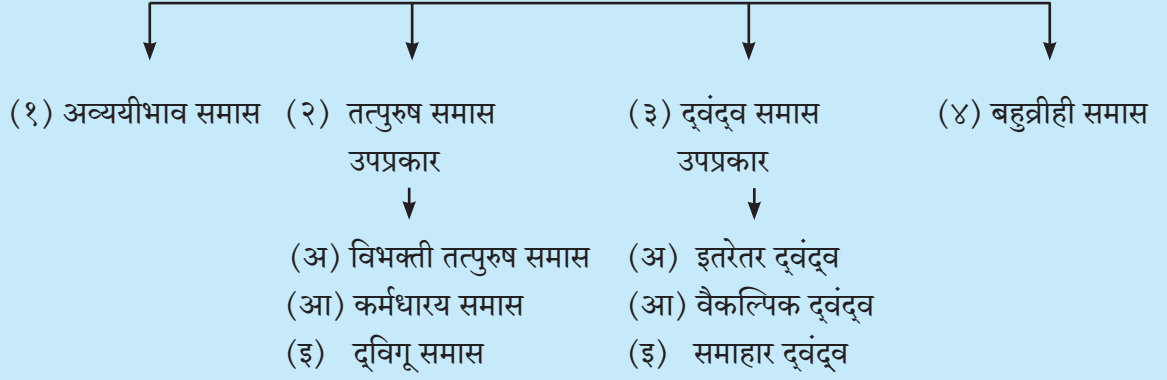 (१) अव्ययीभाव समास (२) तत्पुरुष समास (३) द्‌वंद्‌व समास (४) बहुव्रीही समास
उपप्रकार उपप्रकार
(अ) विभक्ती तत्पुरुष समास (अ) इतरेतर द्‌वंद्‌व
(आ) कर्मधारय समास (आ) वैकल्पिक द्‌वंद्‌व
(इ) द्‌विगू समास (इ) समाहार द्‌वंद्‌व